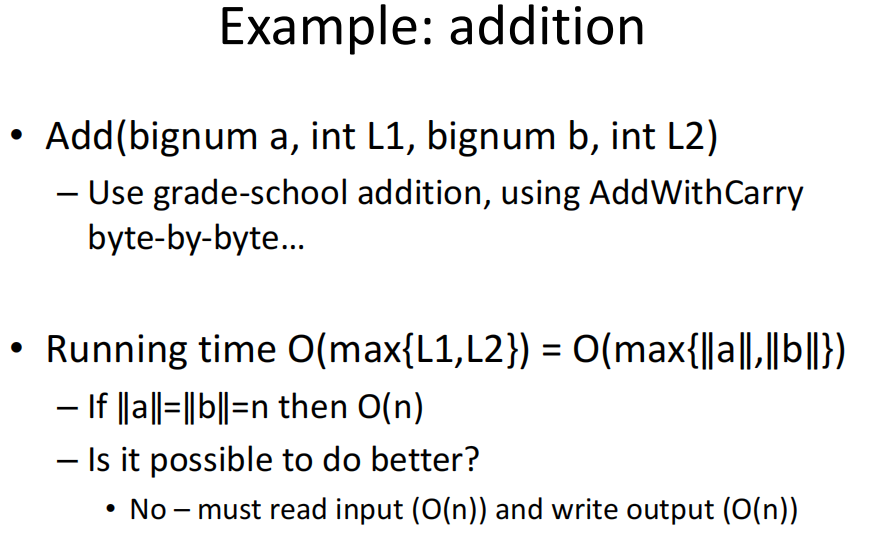 Example: addition
• Add(bignum a, int L1, bignum b, int L2)
– Use grade-school addition, using AddWithCarry
byte-by-byte…
• Running time O(max{L1,L2}) = O(max{‖a‖,‖b‖})
– If ‖a‖=‖b‖=n then O(n)
– Is it possible to do better?
• No – must read input (O(n)) and write output (O(n))